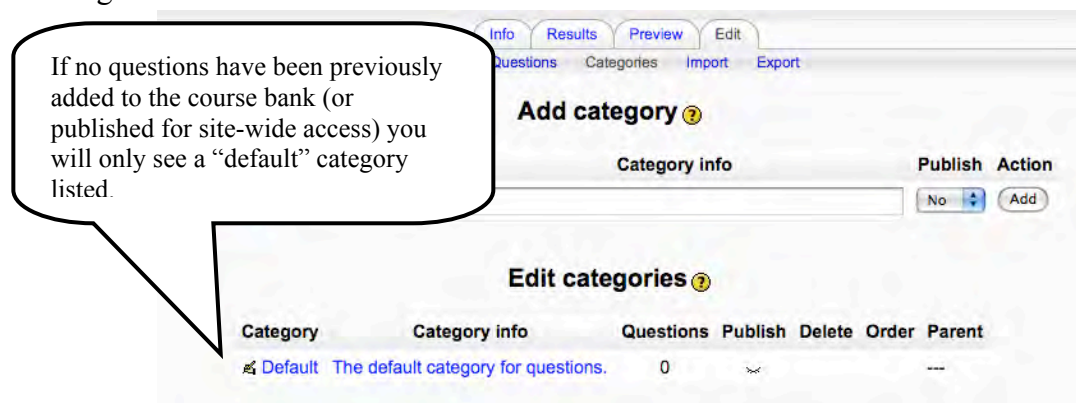 Info Results Preview Edit
Questions Categories Import Export
If no questions have been previously
added to the course bank (or
published for site-wide access) you
will only see a “default” category
listed.
Add category
Category info Publish Action
No Add
Edit categories
Category Category info Questions Publish Delete Order Parent
Default The default category for questions. 0 ---